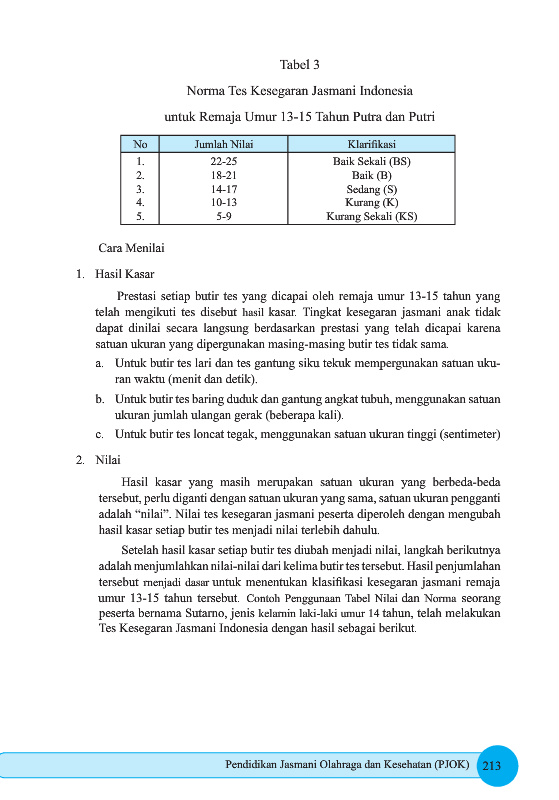 Tabel 3
Norma Tes Kesegaran Jasmani Indonesia
untuk Remaja Umur 13-15 Tahun Putra dan Putri
No Jumlah Nilai Klarifikasi
1. 22-25 Baik Sekali (BS)
2. 18-21 Baik (B)
3. 14-17 Sedang (S)
4. 10-13 Kurang (K)
5. 5-9 Kurang Sekali (KS)
Cara Menilai
1. Hasil Kasar
Prestasi setiap butir tes yang dicapai oleh remaja umur 13-15 tahun yang
telah mengikuti tes disebut hasil kasar. Tingkat kesegaran jasmani anak tidak
dapat dinilai secara langsung berdasarkan prestasi yang telah dicapai karena
satuan ukuran yang dipergunakan masing-masing butir tes tidak sama.
a. Untuk butir tes lari dan tes gantung siku tekuk mempergunakan satuan uku-
ran waktu (menit dan detik).
b. Untuk butir tes baring duduk dan gantung angkat tubuh, menggunakan satuan
ukuran jumlah ulangan gerak (beberapa kali).
c. Untuk butir tes loncat tegak, menggunakan satuan ukuran tinggi (sentimeter)
2. Nilai
Hasil kasar yang masih merupakan satuan ukuran yang berbeda-beda
tersebut, perlu diganti dengan satuan ukuran yang sama, satuan ukuran pengganti
adalah “nilai”. Nilai tes kesegaran jasmani peserta diperoleh dengan mengubah
hasil kasar setiap butir tes menjadi nilai terlebih dahulu.
Setelah hasil kasar setiap butir tes diubah menjadi nilai, langkah berikutnya
adalah menjumlahkan nilai-nilai dari kelima butir tes tersebut. Hasil penjumlahan
tersebut menjadi dasar untuk menentukan klasifikasi kesegaran jasmani remaja
umur 13-15 tahun tersebut. Contoh Penggunaan Tabel Nilai dan Norma seorang
peserta bernama Sutarno, jenis kelamin laki-laki umur 14 tahun, telah melakukan
Tes Kesegaran Jasmani Indonesia dengan hasil sebagai berikut.
Pendidikan Jasmani Olahraga dan Kesehatan (PJOK) 213